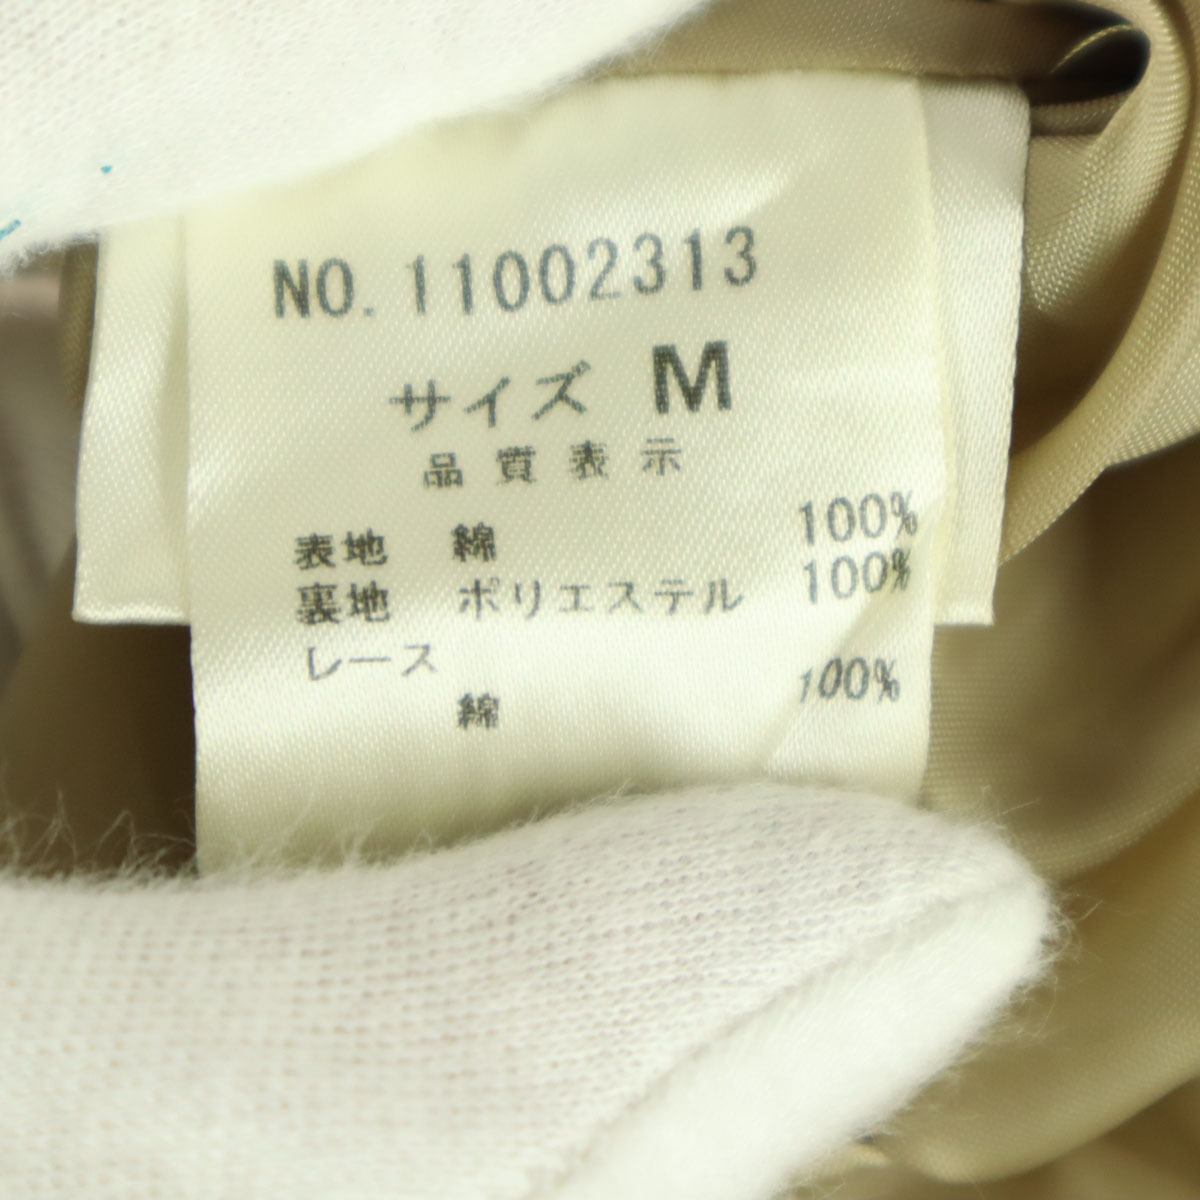 NO. 11002313
サイズ M
品質表示
表地 綿 100%
裏地 ポリエステル 100%
レース
綿 100%